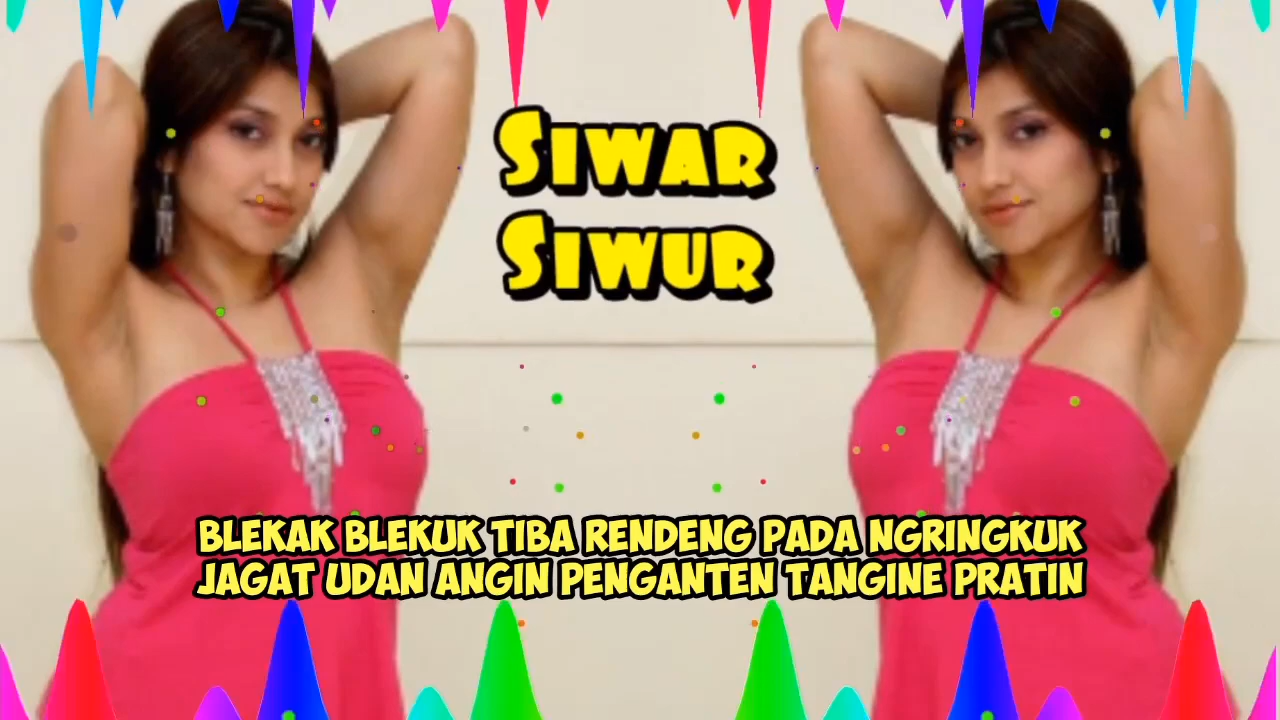 SIWAR
SIWUR
BLEKAK BLEKUK TIBA RENDENG PADA NGRINGKUK
JAGAT UDAN ANGIN PENGANTEN TANGINE PRATIN